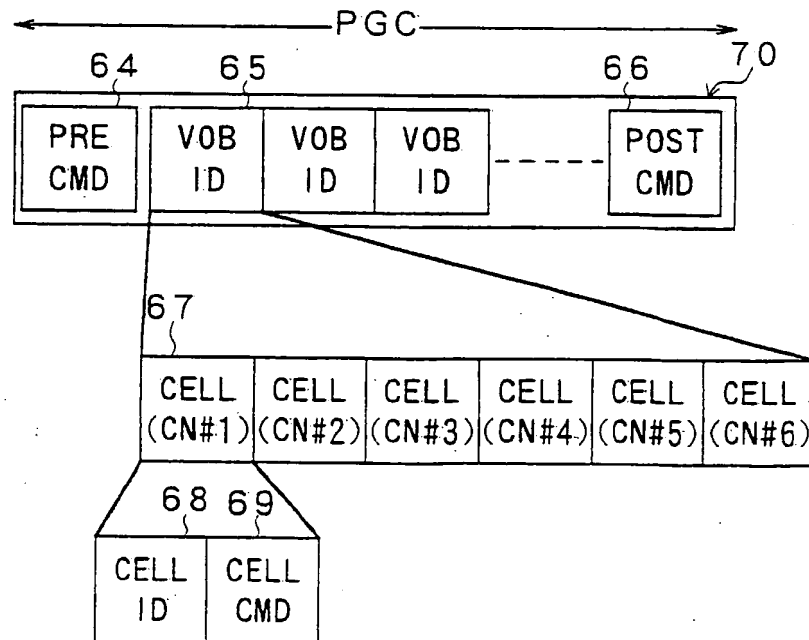 PGC
70
64 65 66
PRE VOB VOB VOB POST
CMD ID ID ID CMD
67
CELL CELL CELL CELL CELL CELL
(CN#1) (CN#2) (CN#3) (CN#4) (CN#5) (CN#6)
68 69
CELL CELL
ID CMD